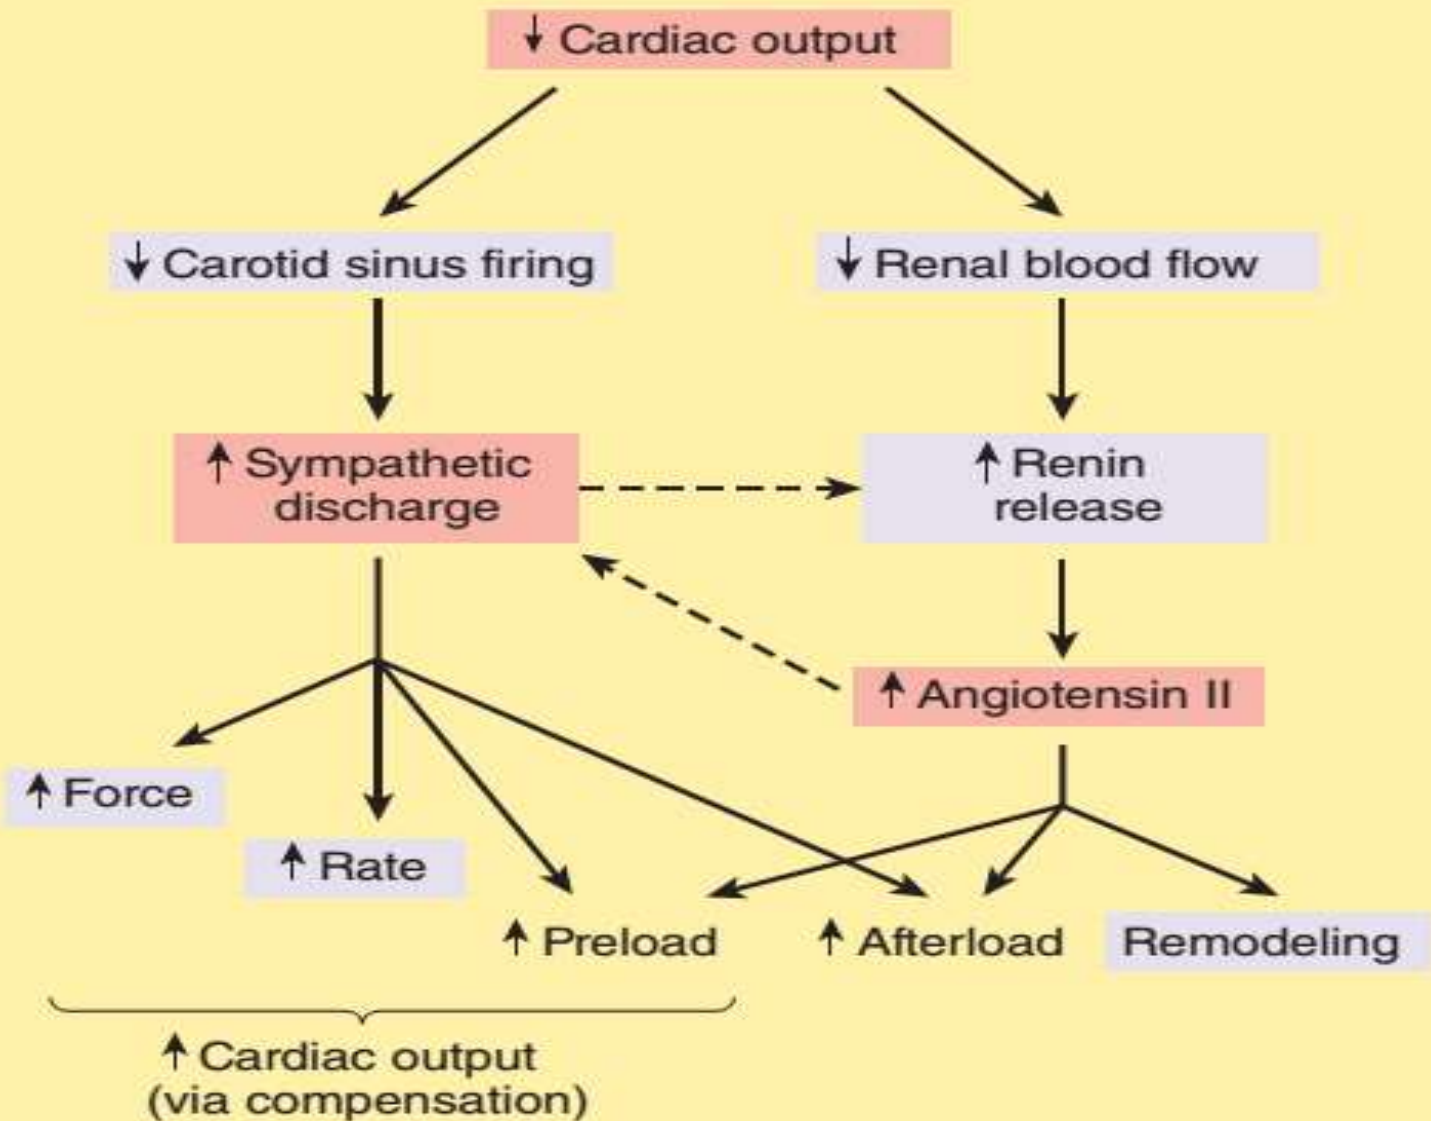 ↓ Cardiac output
↓ Carotid sinus firing
↓ Renal blood flow
↑ Sympathetic
discharge
↑ Renin
release
↑ Angiotensin II
↑ Force
↑ Rate
↑ Preload
↑ Afterload
Remodeling
↑ Cardiac output
(via compensation)